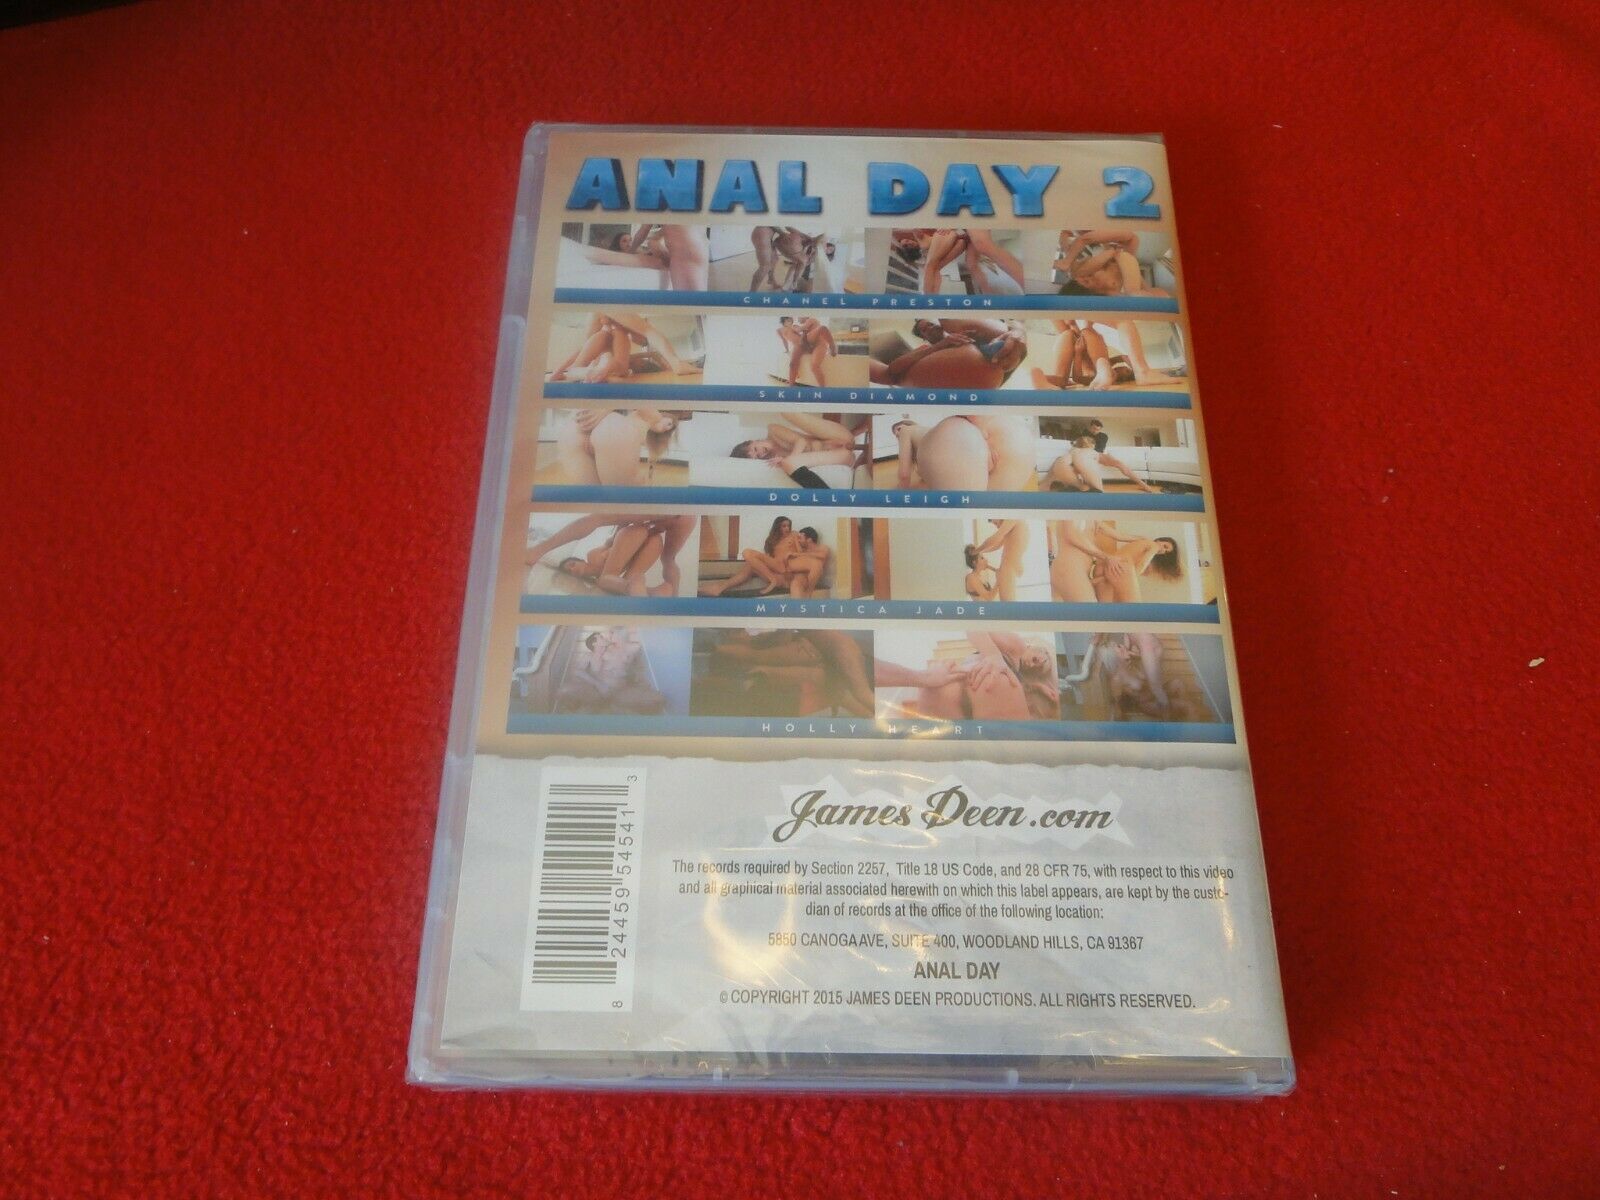 ANAL DAY 2
CHANEL PRESTON
SKIN DIAMOND
DOLLY LEIGH
MYSTICA JADE
HOLLY HEART
James Deen.com
The records required by Section 2257, Title 18 US Code, and 28 CFR 75, with respect to this video
and all graphical material associated herewith on which this label appears, are kept by the custo-
dian of records at the office of the following location:
5850 CANOGA AVE, SUITE 400, WOODLAND HILLS, CA 91367
ANAL DAY
© COPYRIGHT 2015 JAMES DEEN PRODUCTIONS. ALL RIGHTS RESERVED.
8 24459 54541 3